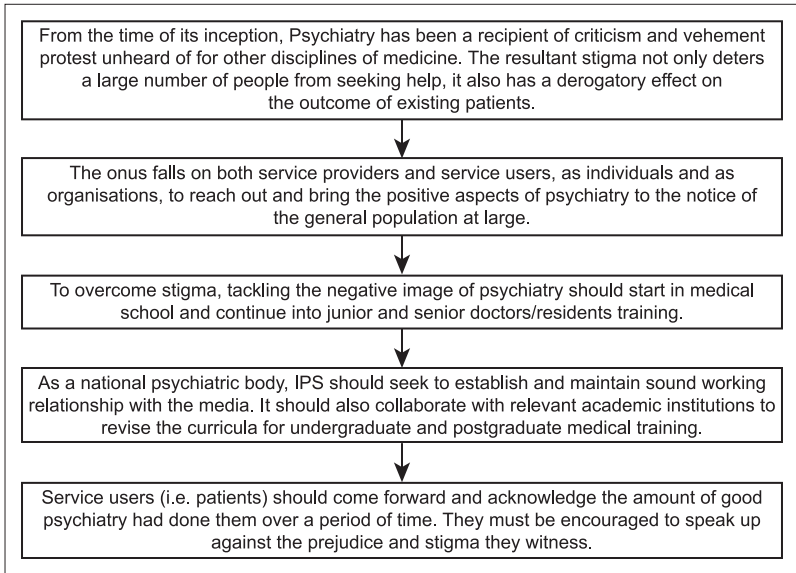 From the time of its inception, Psychiatry has been a recipient of criticism and vehement
protest unheard of for other disciplines of medicine. The resultant stigma not only deters
a large number of people from seeking help, it also has a derogatory effect on
the outcome of existing patients.
The onus falls on both service providers and service users, as individuals and as
organisations, to reach out and bring the positive aspects of psychiatry to the notice of
the general population at large.
To overcome stigma, tackling the negative image of psychiatry should start in medical
school and continue into junior and senior doctors/residents training.
As a national psychiatric body, IPS should seek to establish and maintain sound working
relationship with the media. It should also collaborate with relevant academic institutions to
revise the curricula for undergraduate and postgraduate medical training.
Service users (i.e. patients) should come forward and acknowledge the amount of good
psychiatry had done them over a period of time. They must be encouraged to speak up
against the prejudice and stigma they witness.